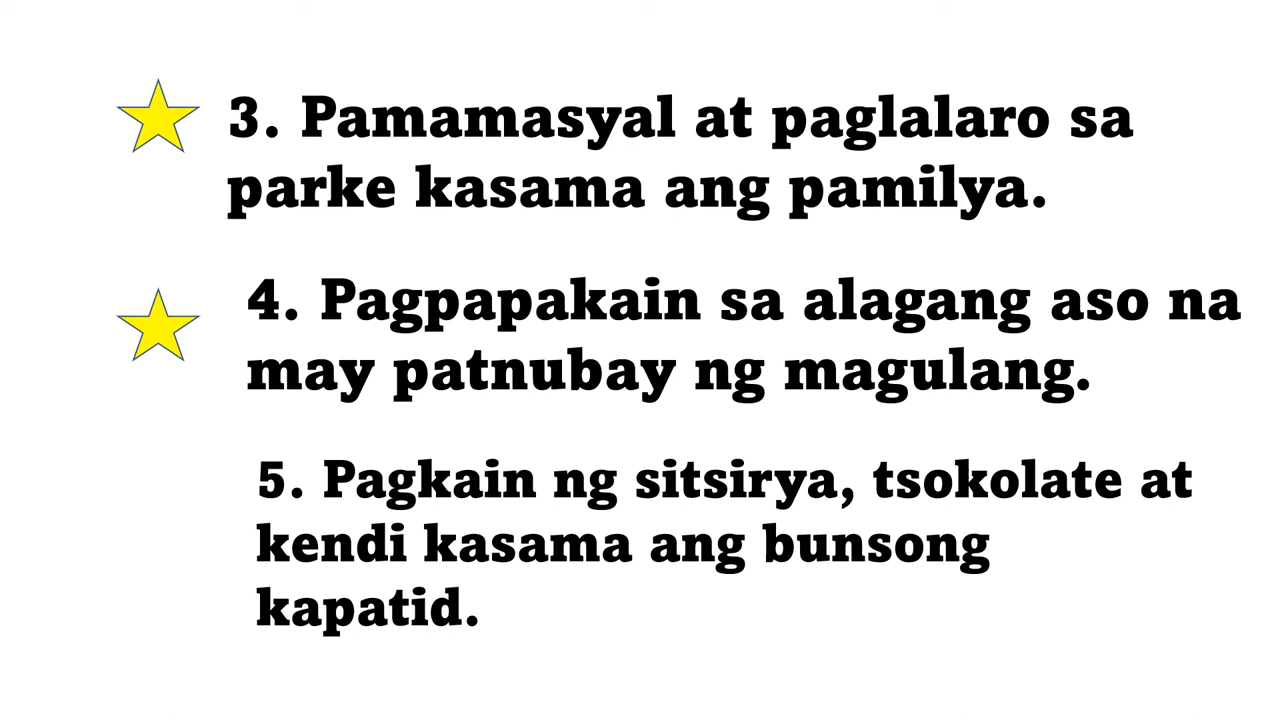 3. Pamamasyal at paglalaro sa
parke kasama ang pamilya.
4. Pagpapakain sa alagang aso na
may patnubay ng magulang.
5. Pagkain ng sitsirya, tsokolate at
kendi kasama ang bunsong
kapatid.